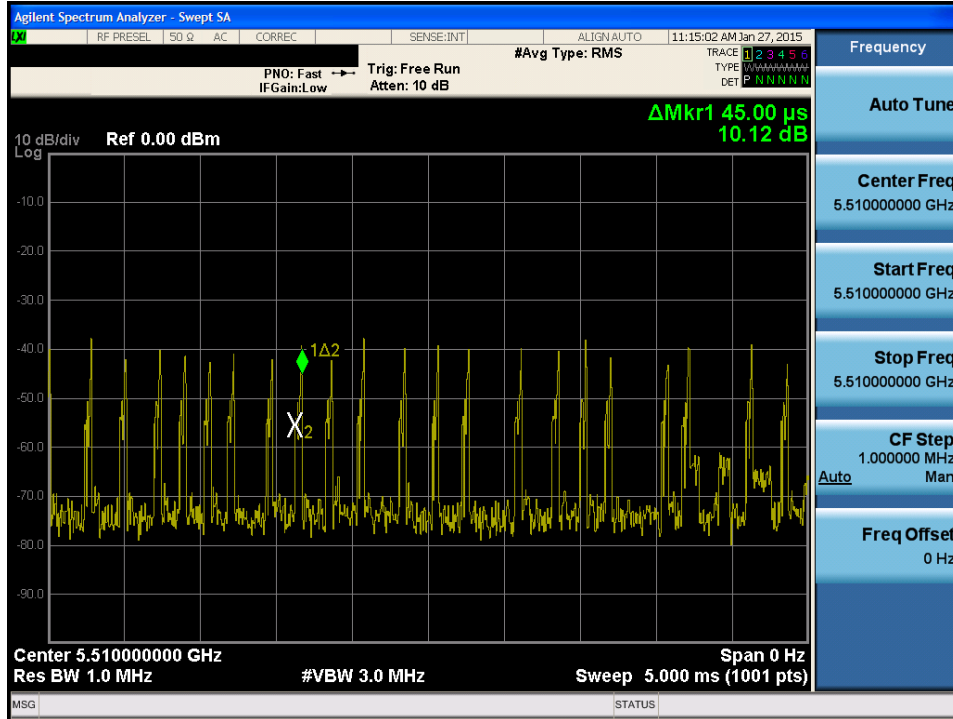 Agilent Spectrum Analyzer - Swept SA
LXI RF PRESEL 50 Ω AC CORREC SENSE:INT ALIGN AUTO 11:15:02 AM Jan 27, 2015
#Avg Type: RMS
TRACE 1 2 3 4 5 6
TYPE
DET P N N N N N
PNO: Fast
IFGain:Low
Trig: Free Run
Atten: 10 dB
ΔMkr1 45.00 µs
10.12 dB
10 dB/div Ref 0.00 dBm
Log
-10.0
-20.0
-30.0
-40.0
-50.0
-60.0
-70.0
-80.0
-90.0
1Δ2
X2
Center 5.510000000 GHz Span 0 Hz
Res BW 1.0 MHz #VBW 3.0 MHz Sweep 5.000 ms (1001 pts)
MSG STATUS
Frequency
Auto Tune
Center Freq
5.510000000 GHz
Start Freq
5.510000000 GHz
Stop Freq
5.510000000 GHz
CF Step
1.000000 MHz
Auto Man
Freq Offset
0 Hz